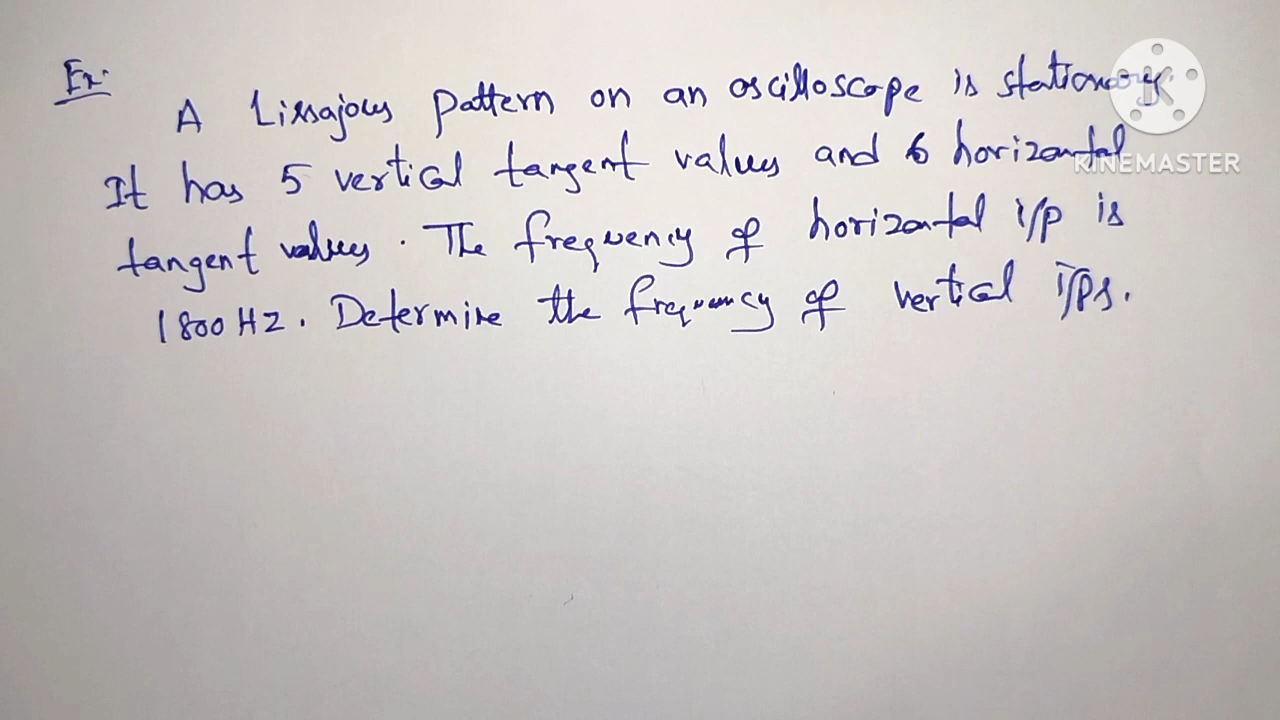 Ex:
A Lissajous pattern on an oscilloscope is stationary.
It has 5 vertical tangent values and 6 horizontal
KINEMASTER
tangent values. The frequency of horizontal i/p is
1800 HZ. Determine the frequency of vertical i/ps.